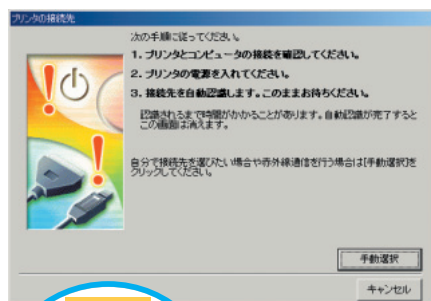 プリンタの接続先
次の手順に従ってください。
1. プリンタとコンピュータの接続を確認してください。
2. プリンタの電源を入れてください。
3. 接続先を自動認識します。このままお待ちください。
認識されるまで時間がかかることがあります。自動認識が完了すると
この画面は消えます。
自分で接続先を選びたい場合や赤外線通信を行う場合は[手動選択]を
クリックしてください。
手動選択
キャンセル